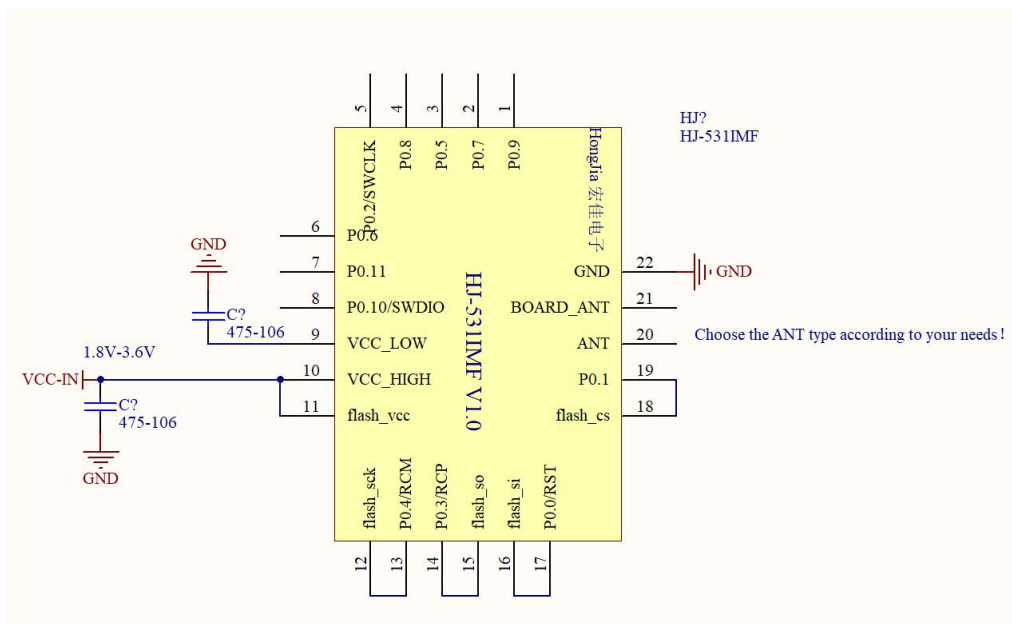 5
4
3
2
1
HJ?
HJ-531IMF
P0.2/SWCLK
P0.8
P0.5
P0.7
P0.9
HongJia 宏佳电子
6
P0.6
GND
7
P0.11
GND
22
GND
8
P0.10/SWDIO
BOARD_ANT
21
C?
475-106
9
VCC_LOW
ANT
20
Choose the ANT type according to your needs!
1.8V-3.6V
VCC-IN
10
VCC_HIGH
P0.1
19
HJ-531IMF V1.0
C?
475-106
11
flash_vcc
flash_cs
18
GND
flash_sck
P0.4/RCM
P0.3/RCP
flash_so
flash_si
P0.0/RST
12
13
14
15
16
17